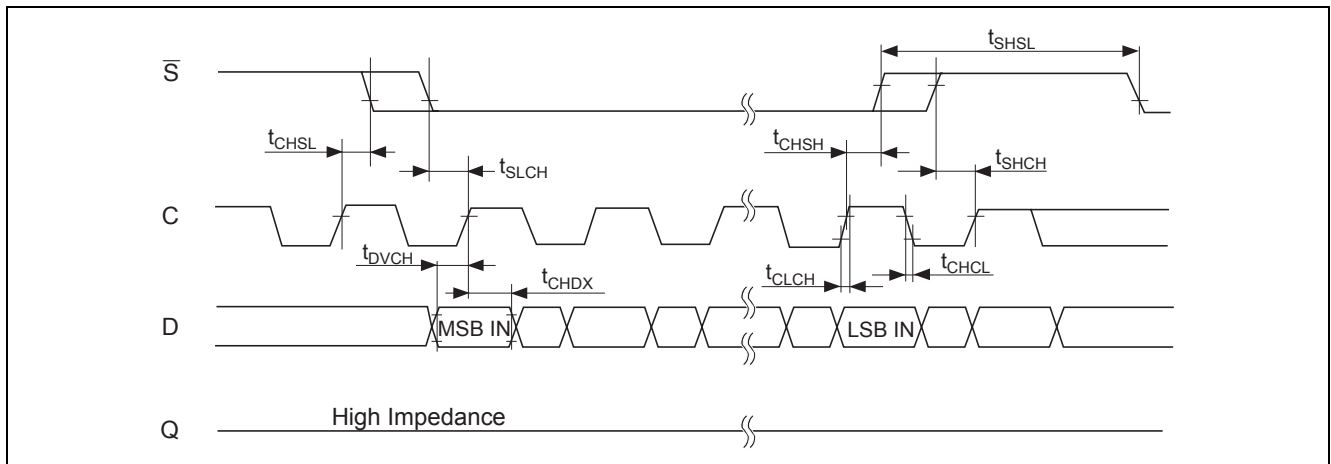 S̅
tSHSL
tCHSL
tSLCH
tCHSH
tSHCH
C
tDVCH
tCHDX
tCLCH
tCHCL
D
MSB IN
LSB IN
Q
High Impedance